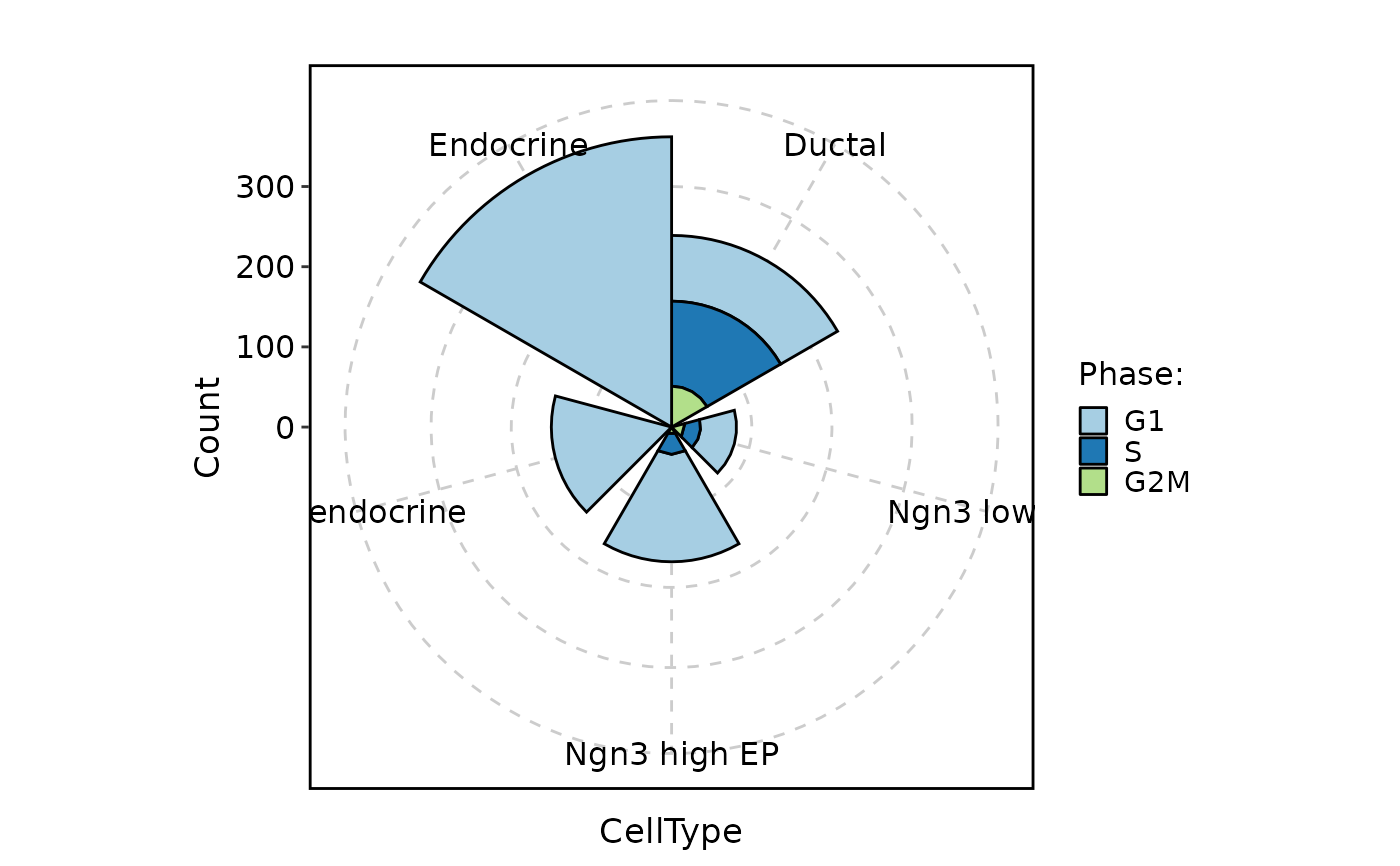 Endocrine
Ductal
300
200
100
0
Count
endocrine
Ngn3 low
Ngn3 high EP
CellType
Phase:
G1
S
G2M